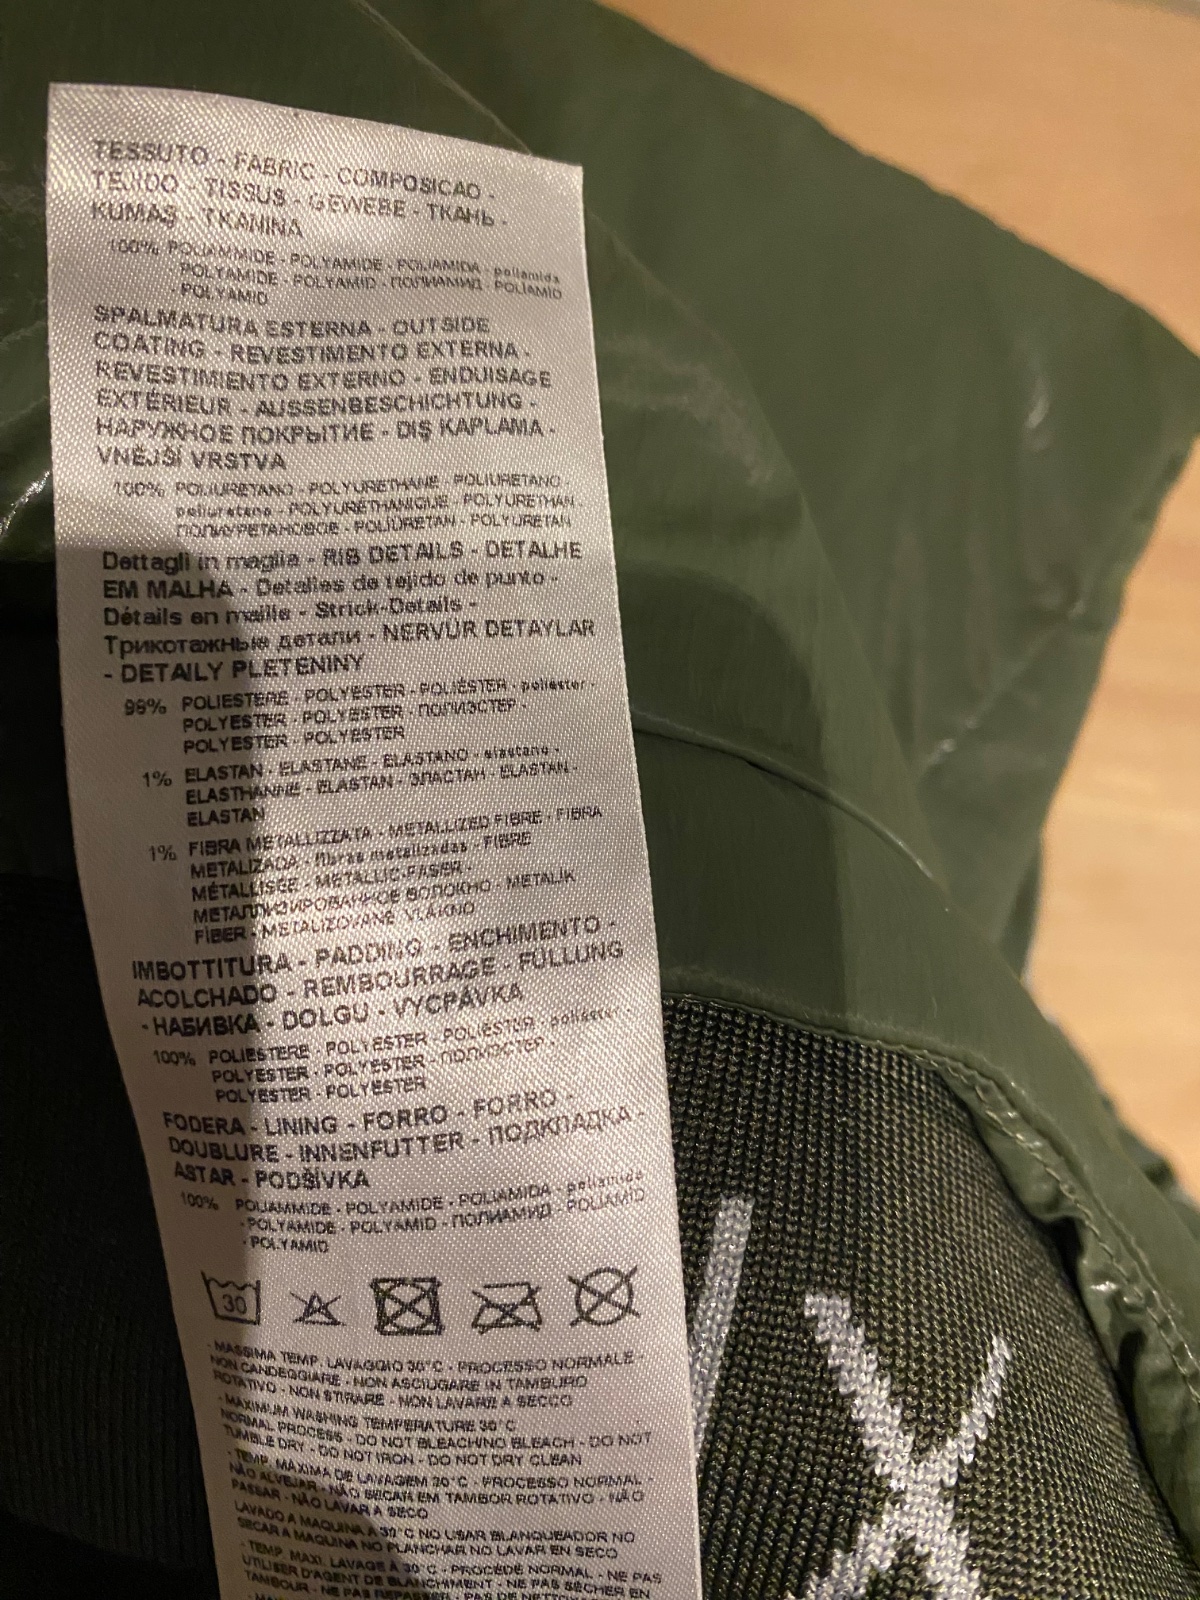 TESSUTO - FABRIC - COMPOSICAO -
TEJIDO - TISSUS - GEWEBE - ТКАНЬ -
KUMAŞ - TKANINA
100% POLIAMMIDE - POLYAMIDE - POLIAMIDA - poliamida
POLYAMIDE - POLYAMID - ПОЛИАМИД - POLİAMİD
- POLYAMID
SPALMATURA ESTERNA - OUTSIDE
COATING - REVESTIMENTO EXTERNA -
REVESTIMIENTO EXTERNO - ENDUISAGE
EXTÉRIEUR - AUSSENBESCHICHTUNG -
НАРУЖНОЕ ПОКРЫТИЕ - DIŞ KAPLAMA -
VNĚJŠÍ VRSTVA
100% POLIURETANO - POLYURETHANE - POLIURETANO -
poliuretano - POLYURÉTHANIQUE - POLYURETHAN -
ПОЛИУРЕТАНОВОЕ - POLİÜRETAN - POLYURETAN
Dettagli in maglia - RIB DETAILS - DETALHE
EM MALHA - Detalles de tejido de punto -
Détails en maille - Strick-Details -
Трикотажные детали - NERVÜR DETAYLAR
- DETAILY PLETENINY
98% POLIESTERE - POLYESTER - POLIÉSTER - poliéster -
POLYESTER - POLYESTER - ПОЛИЭСТЕР -
POLYESTER - POLYESTER
1% ELASTAN - ELASTANE - ELASTANO - elastano -
ELASTHANNE - ELASTAN - ЭЛАСТАН - ELASTAN -
ELASTAN
1% FIBRA METALLIZZATA - METALLIZED FIBRE - FIBRA
METALIZADA - fibras metalizadas - FIBRE
MÉTALLISÉE - METALLIC-FASER -
МЕТАЛЛИЗИРОВАННОЕ ВОЛОКНО - METALİK
FİBER - METALIZOVANÉ VLÁKNO
IMBOTTITURA - PADDING - ENCHIMENTO -
ACOLCHADO - REMBOURRAGE - FÜLLUNG
- НАБИВКА - DOLGU - VYCPÁVKA
100% POLIESTERE - POLYESTER - POLIÉSTER - poliéster -
POLYESTER - POLYESTER - ПОЛИЭСТЕР -
POLYESTER - POLYESTER
FODERA - LINING - FORRO - FORRO -
DOUBLURE - INNENFUTTER - ПОДКЛАДКА -
ASTAR - PODŠÍVKA
100% POLIAMMIDE - POLYAMIDE - POLIAMIDA - poliamida
- POLYAMIDE - POLYAMID - ПОЛИАМИД - POLİAMİD
- POLYAMID
30
- MASSIMA TEMP. LAVAGGIO 30°C - PROCESSO NORMALE -
NON CANDEGGIARE - NON ASCIUGARE IN TAMBURO
ROTATIVO - NON STIRARE - NON LAVARE A SECCO
- MAXIMUM WASHING TEMPERATURE 30°C
NORMAL PROCESS - DO NOT BLEACH/NO BLEACH - DO NOT
TUMBLE DRY - DO NOT IRON - DO NOT DRY CLEAN
- TEMP. MÁXIMA DE LAVAGEM 30°C - PROCESSO NORMAL -
NÃO ALVEJAR - NÃO SECAR EM TAMBOR ROTATIVO - NÃO
PASSAR - NÃO LAVAR A SECO
LAVADO A MAQUINA A 30°C NO USAR BLANQUEADOR NO
SECAR A MAQUINA NO PLANCHAR NO LAVAR EN SECO
- TEMP. MAXI. LAVAGE À 30°C - PROCÉDÉ NORMAL - NE PAS
UTILISER D'AGENT DE BLANCHIMENT - NE PAS SÉCHER EN
TAMBOUR - NE PAS REPASSER - PAS DE